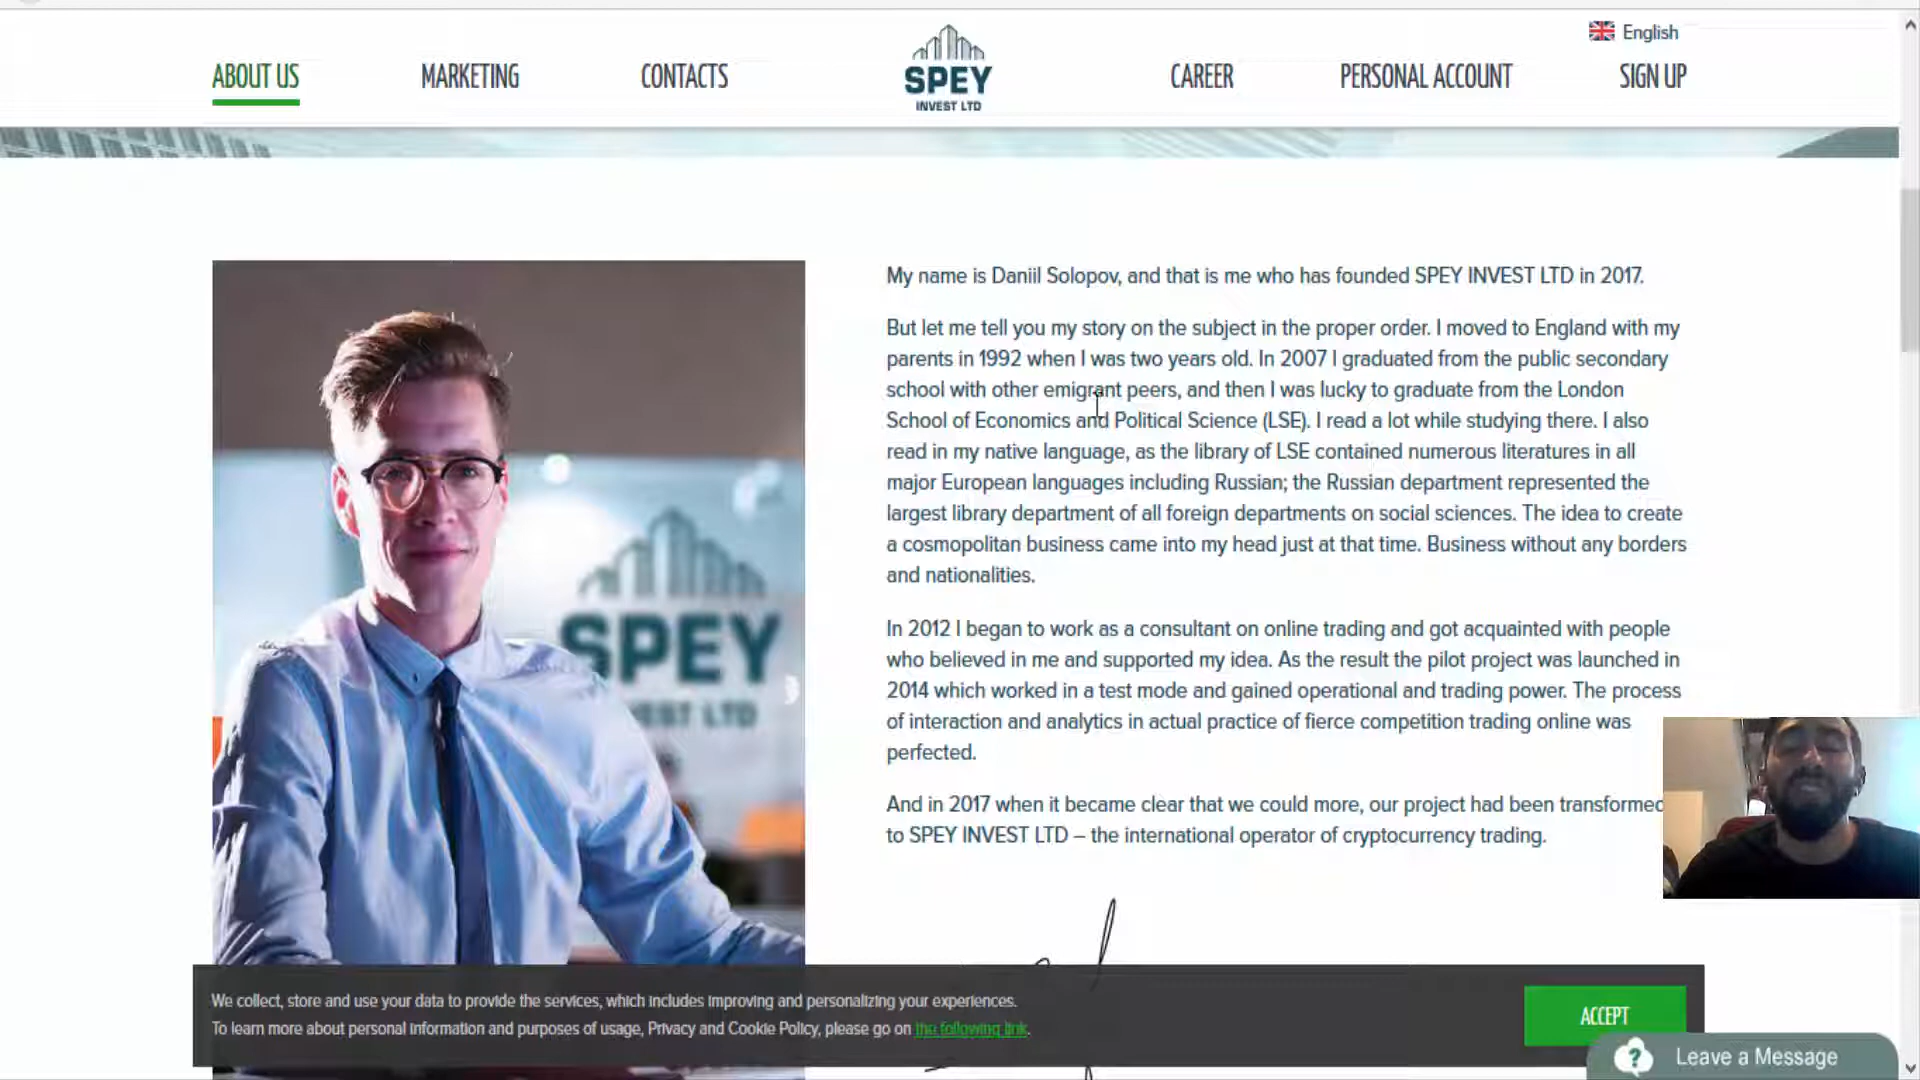 English
ABOUT US
MARKETING
CONTACTS
SPEY
INVEST LTD
CAREER
PERSONAL ACCOUNT
SIGN UP
My name is Daniil Solopov, and that is me who has founded SPEY INVEST LTD in 2017.
But let me tell you my story on the subject in the proper order. I moved to England with my
parents in 1992 when I was two years old. In 2007 I graduated from the public secondary
school with other emigrant peers, and then I was lucky to graduate from the London
School of Economics and Political Science (LSE). I read a lot while studying there. I also
read in my native language, as the library of LSE contained numerous literatures in all
major European languages including Russian; the Russian department represented the
largest library department of all foreign departments on social sciences. The idea to create
a cosmopolitan business came into my head just at that time. Business without any borders
and nationalities.
In 2012 I began to work as a consultant on online trading and got acquainted with people
who believed in me and supported my idea. As the result the pilot project was launched in
2014 which worked in a test mode and gained operational and trading power. The process
of interaction and analytics in actual practice of fierce competition trading online was
perfected.
And in 2017 when it became clear that we could more, our project had been transformed
to SPEY INVEST LTD – the international operator of cryptocurrency trading.
SPEY
EST LTD
We collect, store and use your data to provide the services, which includes improving and personalizing your experiences.
To learn more about personal information and purposes of usage, Privacy and Cookie Policy, please go on the following link.
ACCEPT
? Leave a Message